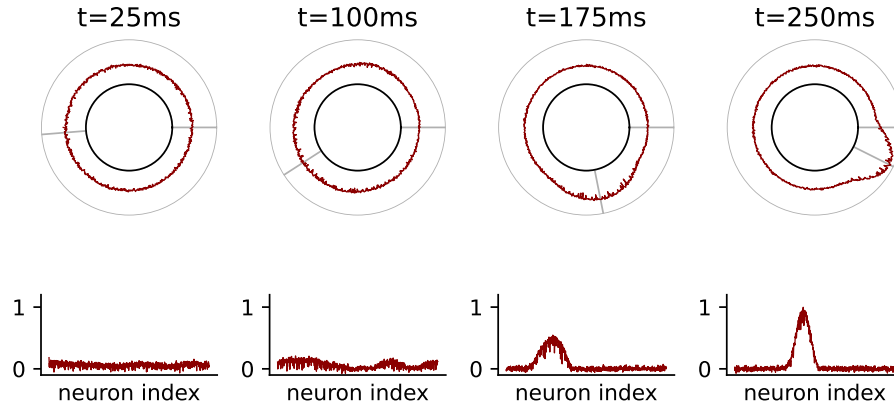 t=25ms t=100ms t=175ms t=250ms
1 1 1 1
0 0 0 0
neuron index neuron index neuron index neuron index